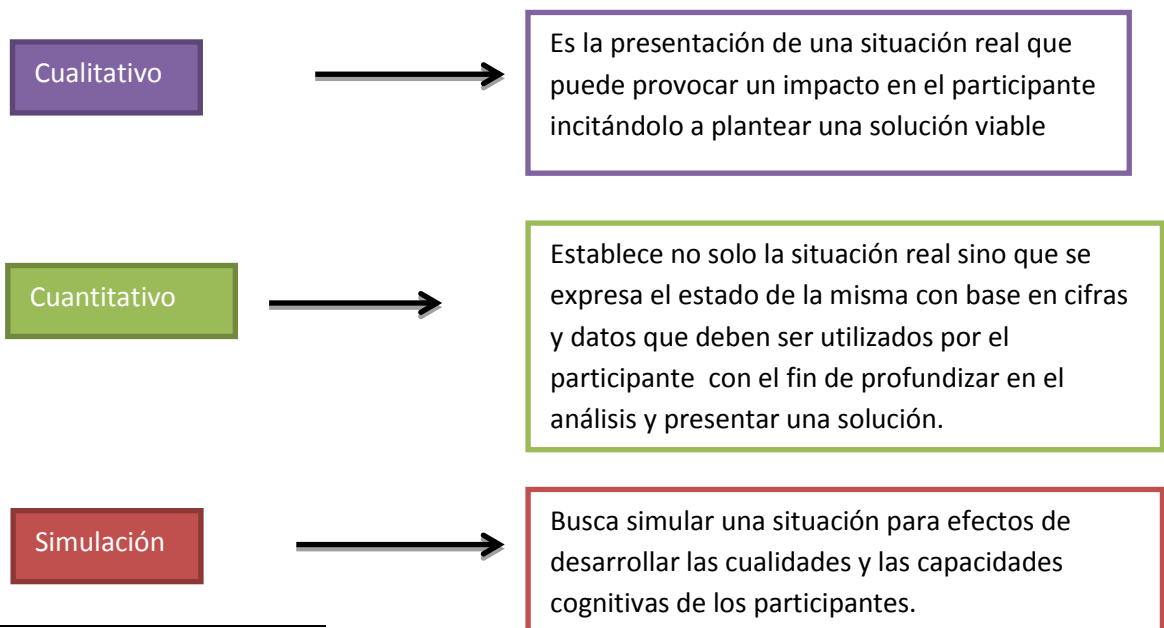 Cualitativo
Es la presentación de una situación real que
puede provocar un impacto en el participante
incitándolo a plantear una solución viable
Cuantitativo
Establece no solo la situación real sino que se
expresa el estado de la misma con base en cifras
y datos que deben ser utilizados por el
participante con el fin de profundizar en el
análisis y presentar una solución.
Simulación
Busca simular una situación para efectos de
desarrollar las cualidades y las capacidades
cognitivas de los participantes.